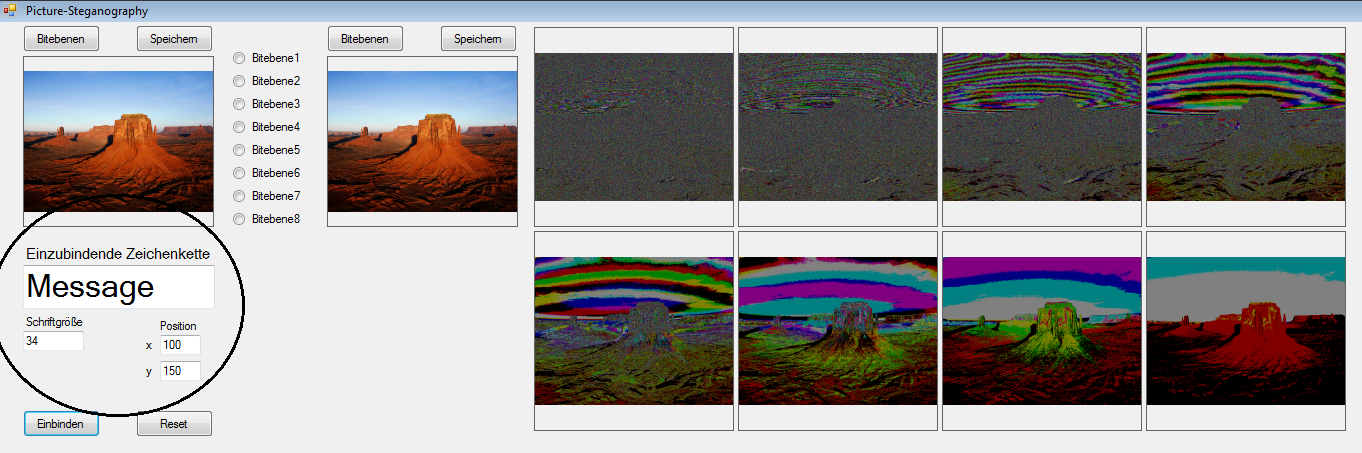 Picture-Steganography
Bitebenen
Speichern
Bitebenen
Speichern
Bitebene1
Bitebene2
Bitebene3
Bitebene4
Bitebene5
Bitebene6
Bitebene7
Bitebene8
Einzubindende Zeichenkette
Message
Schriftgröße
34
Position
x 100
y 150
Einbinden
Reset